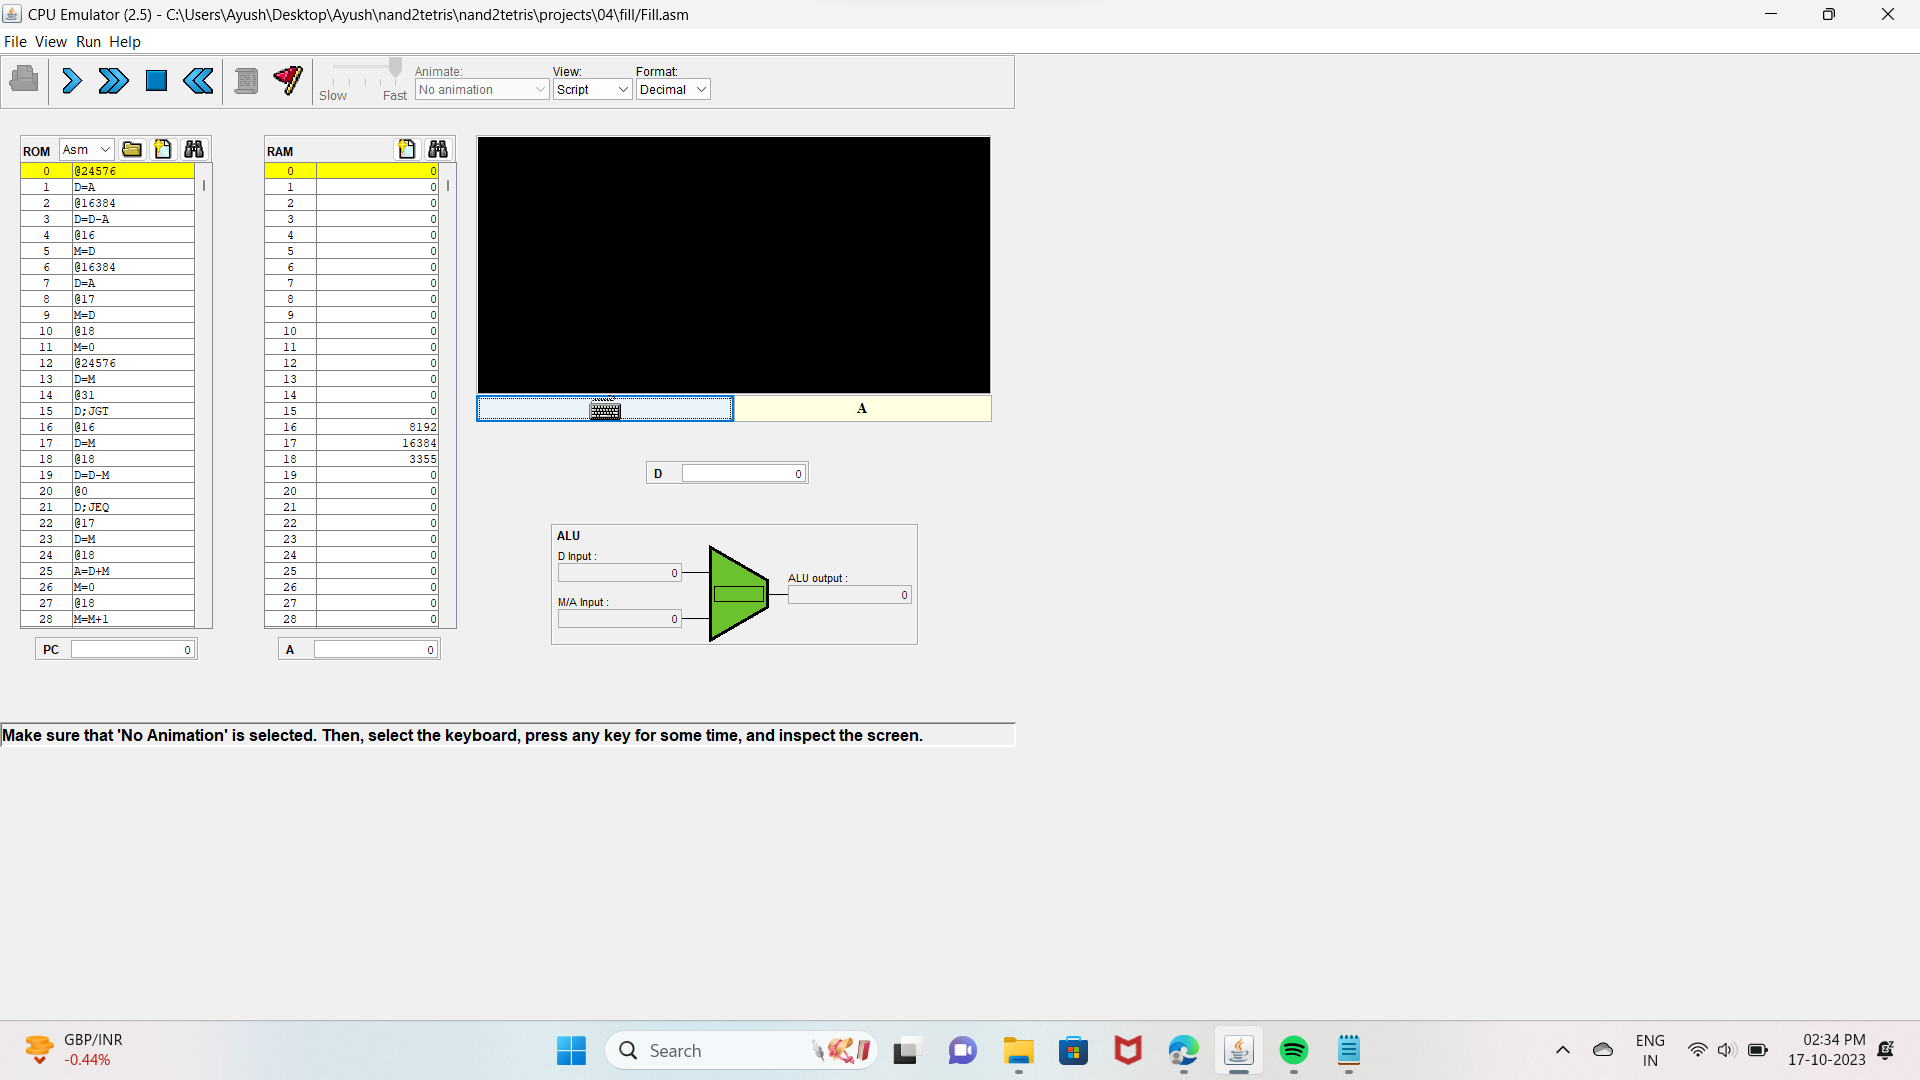 CPU Emulator (2.5) - C:\Users\Ayush\Desktop\Ayush\nand2tetris\nand2tetris\projects\04\fill/Fill.asm
File View Run Help
Slow Fast
Animate:
No animation
View:
Script
Format:
Decimal
ROM Asm
0 @24576
1 D=A
2 @16384
3 D=D-A
4 @16
5 M=D
6 @16384
7 D=A
8 @17
9 M=D
10 @18
11 M=0
12 @24576
13 D=M
14 @31
15 D;JGT
16 @16
17 D=M
18 @18
19 D=D-M
20 @0
21 D;JEQ
22 @17
23 D=M
24 @18
25 A=D+M
26 M=0
27 @18
28 M=M+1
PC 0
RAM
0 0
1 0
2 0
3 0
4 0
5 0
6 0
7 0
8 0
9 0
10 0
11 0
12 0
13 0
14 0
15 0
16 8192
17 16384
18 3355
19 0
20 0
21 0
22 0
23 0
24 0
25 0
26 0
27 0
28 0
A 0
A
D 0
ALU
D Input :
0
M/A Input :
0
ALU output :
0
Make sure that 'No Animation' is selected. Then, select the keyboard, press any key for some time, and inspect the screen.
GBP/INR
-0.44%
Search
ENG
IN
02:34 PM
17-10-2023